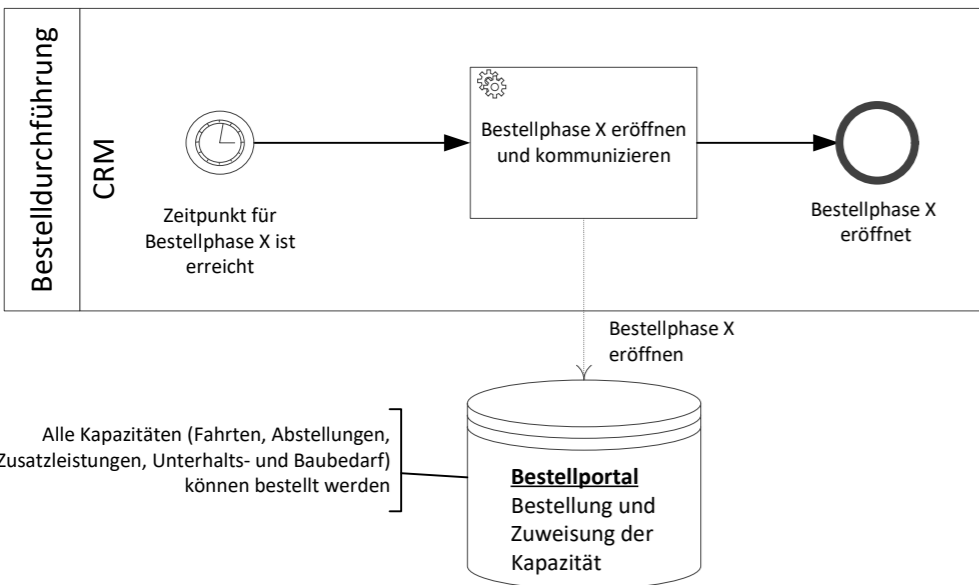 Bestelldurchführung
CRM
Zeitpunkt für
Bestellphase X ist
erreicht
Bestellphase X eröffnen
und kommunizieren
Bestellphase X
eröffnet
Bestellphase X
eröffnen
Alle Kapazitäten (Fahrten, Abstellungen,
Zusatzleistungen, Unterhalts- und Baubedarf)
können bestellt werden
Bestellportal
Bestellung und
Zuweisung der
Kapazität